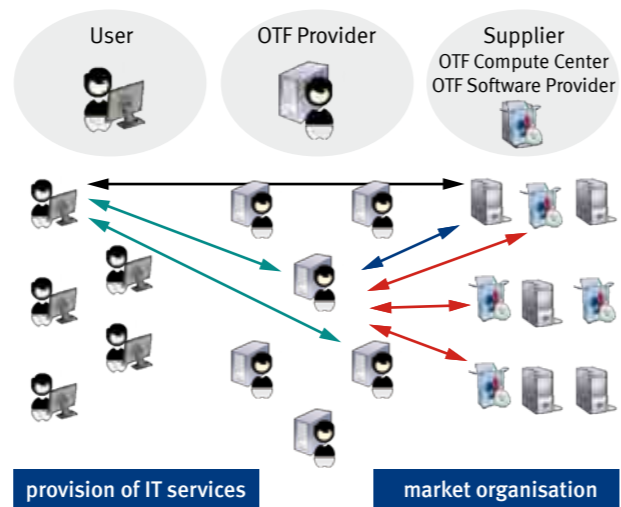 User
OTF Provider
Supplier
OTF Compute Center
OTF Software Provider
provision of IT services
market organisation